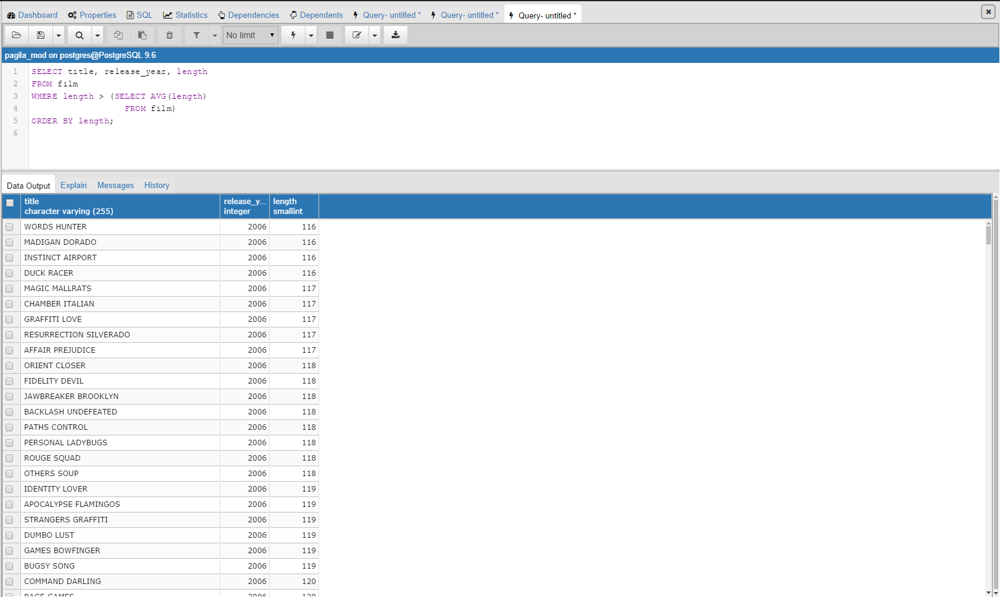 Dashboard Properties SQL Statistics Dependencies Dependents Query- untitled * Query- untitled * Query- untitled *
No limit
pagila_mod on postgres@PostgreSQL 9.6
1 SELECT title, release_year, length
2 FROM film
3 WHERE length > (SELECT AVG(length)
4 FROM film)
5 ORDER BY length;
6
Data Output Explain Messages History
title release_y... length
character varying (255) integer smallint
WORDS HUNTER 2006 116
MADIGAN DORADO 2006 116
INSTINCT AIRPORT 2006 116
DUCK RACER 2006 116
MAGIC MALLRATS 2006 117
CHAMBER ITALIAN 2006 117
GRAFFITI LOVE 2006 117
RESURRECTION SILVERADO 2006 117
AFFAIR PREJUDICE 2006 117
ORIENT CLOSER 2006 118
FIDELITY DEVIL 2006 118
JAWBREAKER BROOKLYN 2006 118
BACKLASH UNDEFEATED 2006 118
PATHS CONTROL 2006 118
PERSONAL LADYBUGS 2006 118
ROUGE SQUAD 2006 118
OTHERS SOUP 2006 118
IDENTITY LOVER 2006 119
APOCALYPSE FLAMINGOS 2006 119
STRANGERS GRAFFITI 2006 119
DUMBO LUST 2006 119
GAMES BOWFINGER 2006 119
BUGSY SONG 2006 119
COMMAND DARLING 2006 120
GAMES 2006 120